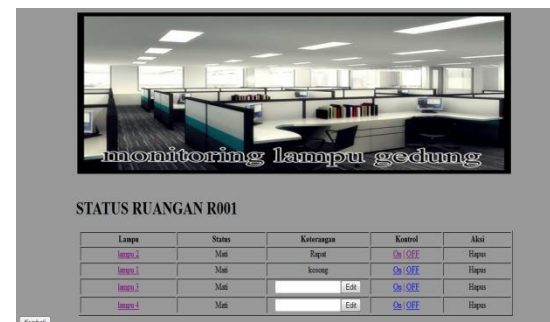 monitoring lampu gedung
STATUS RUANGAN R001
Lampu Status Keterangan Kontrol Aksi
lampu 2 Mati Rapat On | OFF Hapus
lampu 1 Mati kosong On | OFF Hapus
lampu 3 Mati Edit On | OFF Hapus
lampu 4 Mati Edit On | OFF Hapus